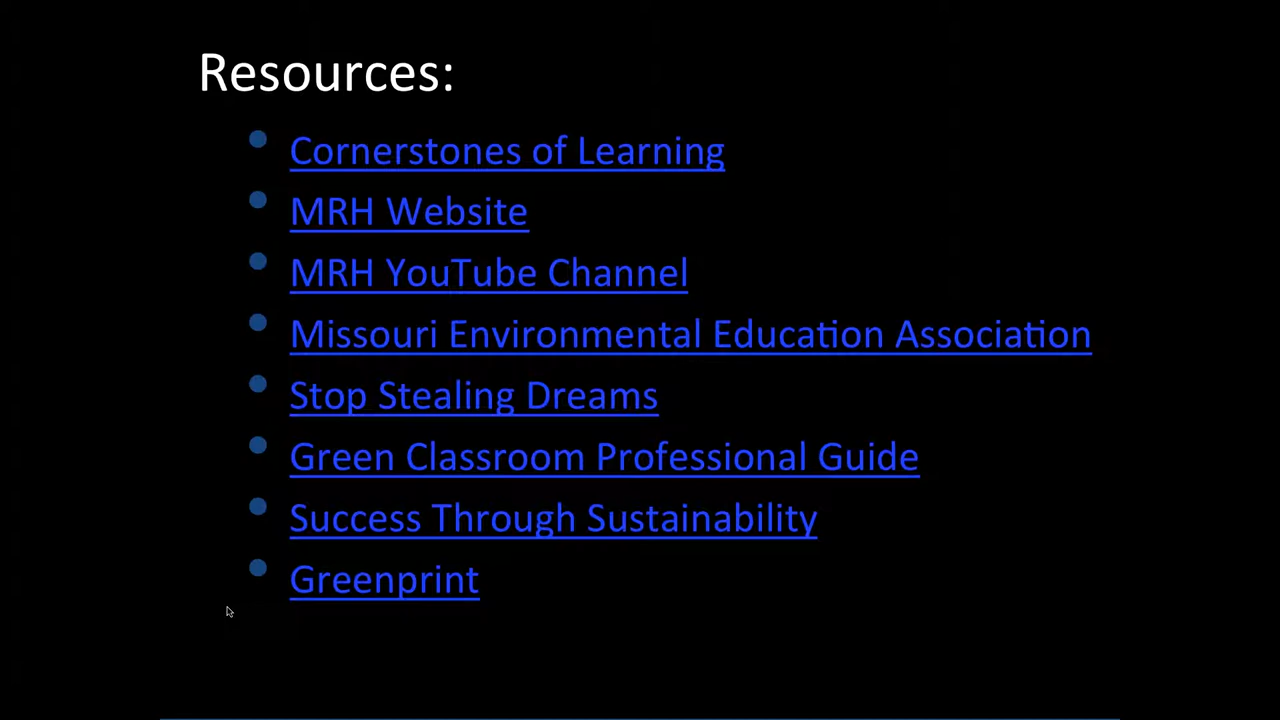 Resources:
Cornerstones of Learning
MRH Website
MRH YouTube Channel
Missouri Environmental Education Association
Stop Stealing Dreams
Green Classroom Professional Guide
Success Through Sustainability
Greenprint